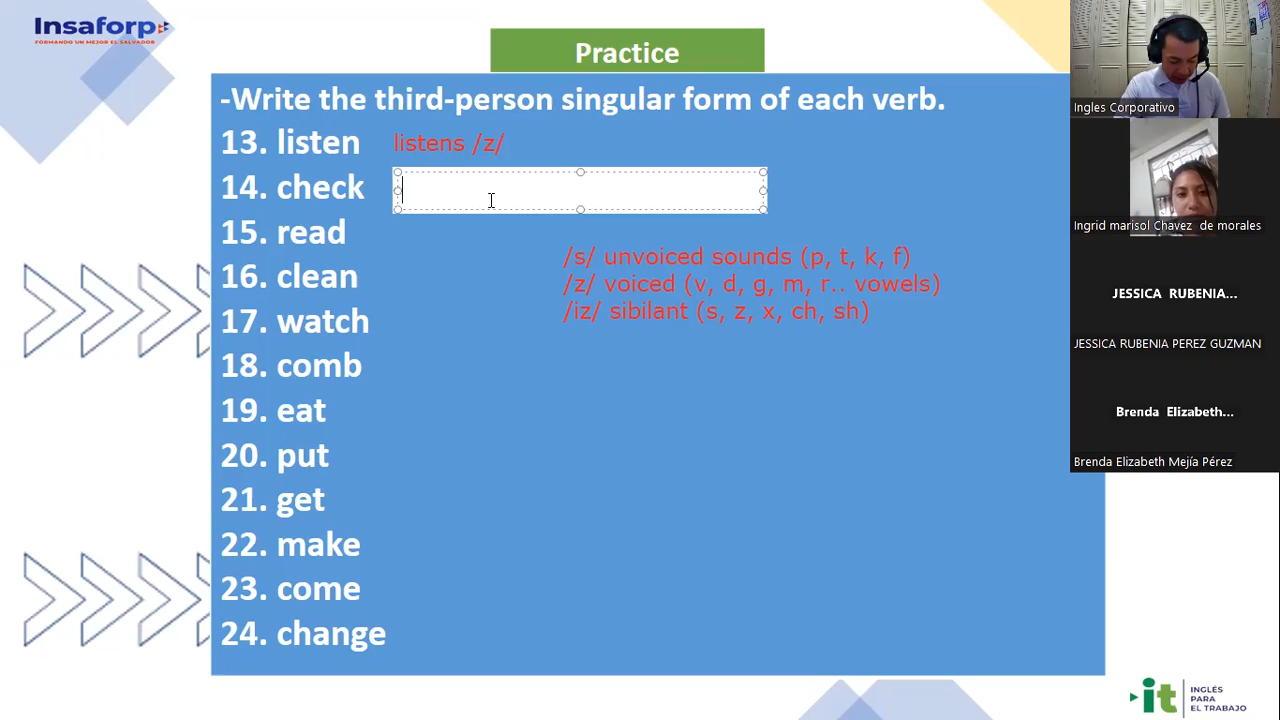 Insaforp
FORMANDO UN MEJOR EL SALVADOR
Practice
-Write the third-person singular form of each verb.
13. listen
listens /z/
14. check
15. read
16. clean
17. watch
18. comb
19. eat
20. put
21. get
22. make
23. come
24. change
/s/ unvoiced sounds (p, t, k, f)
/z/ voiced (v, d, g, m, r.. vowels)
/iz/ sibilant (s, z, x, ch, sh)
Ingles Corporativo
Ingrid marisol Chavez de morales
JESSICA RUBENIA...
JESSICA RUBENIA PEREZ GUZMAN
Brenda Elizabeth...
Brenda Elizabeth Mejía Pérez
it
INGLÉS
PARA
EL TRABAJO